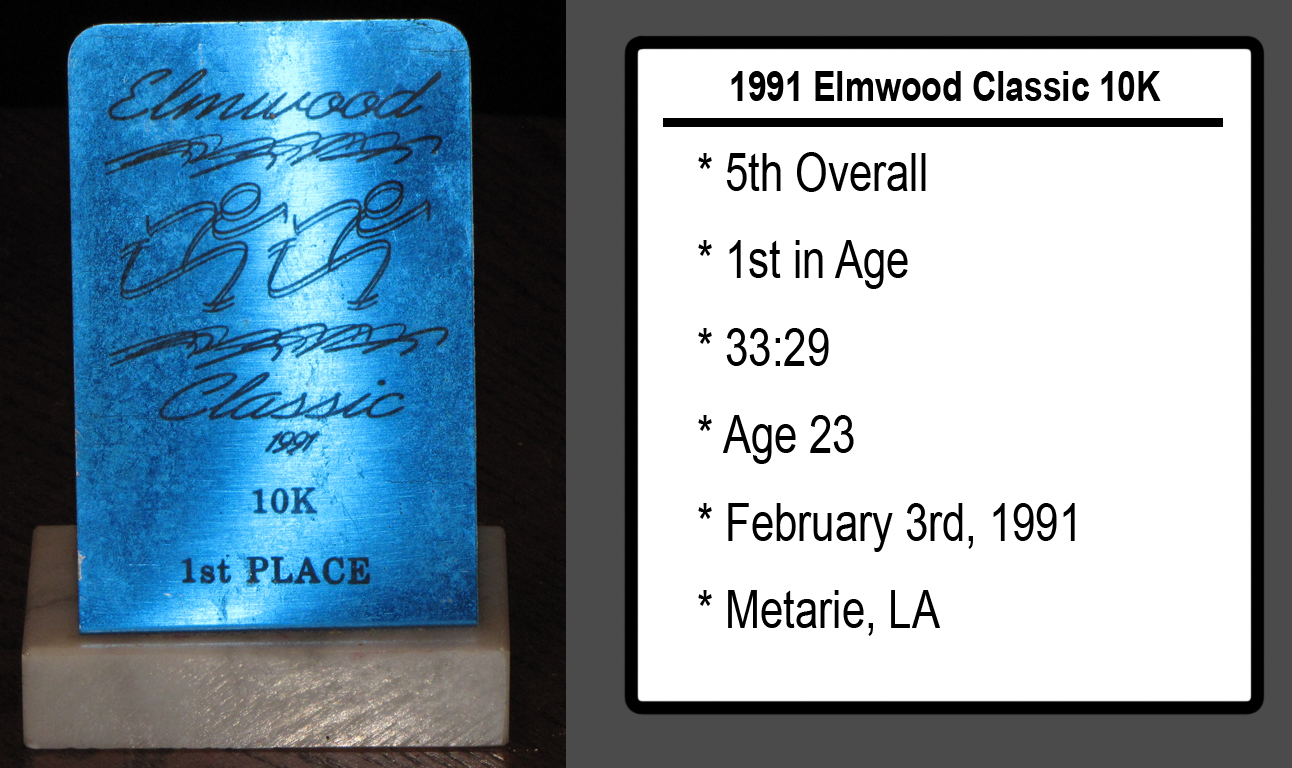 Elmwood
Classic
1991
10K
1st PLACE
1991 Elmwood Classic 10K
* 5th Overall
* 1st in Age
* 33:29
* Age 23
* February 3rd, 1991
* Metarie, LA